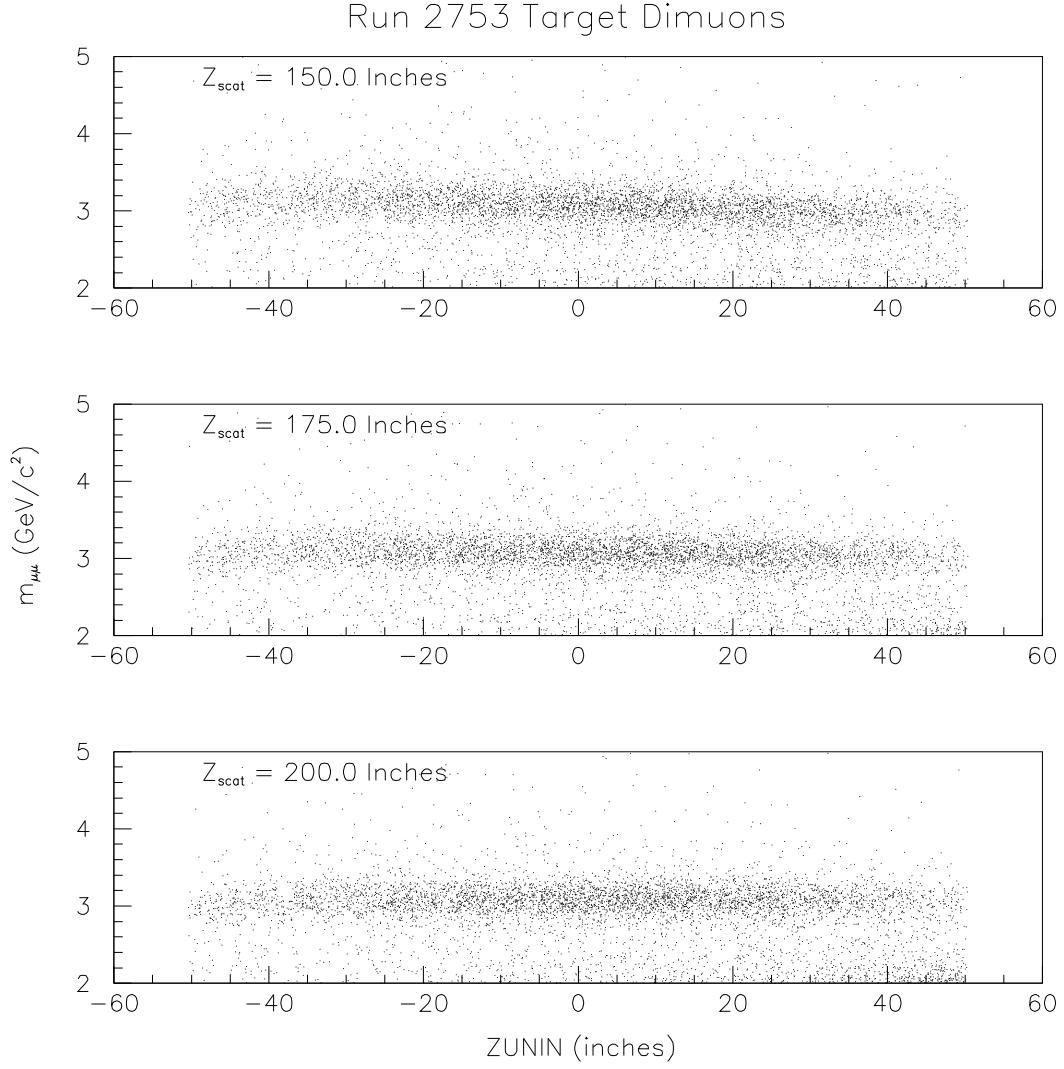 Run 2753 Target Dimuons
5
4
3
2
Z_scat = 150.0 Inches
−60 −40 −20 0 20 40 60
5
4
3
2
Z_scat = 175.0 Inches
−60 −40 −20 0 20 40 60
m_μμ (GeV/c²)
5
4
3
2
Z_scat = 200.0 Inches
−60 −40 −20 0 20 40 60
ZUNIN (inches)